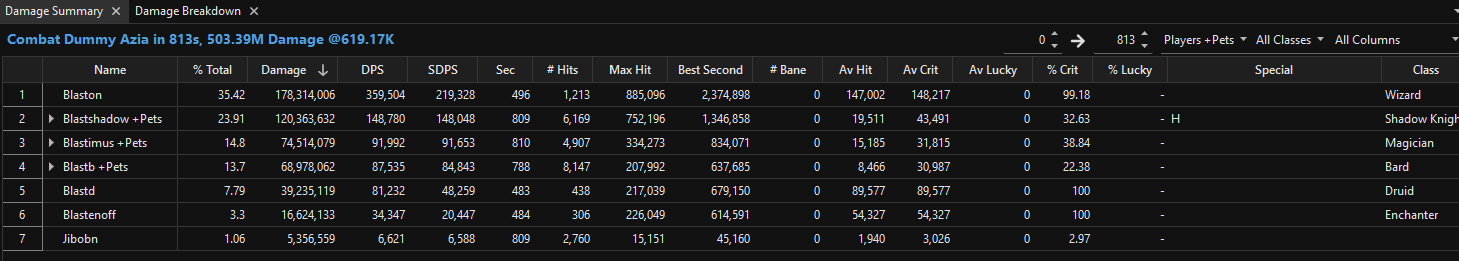 Damage Summary × Damage Breakdown ×
Combat Dummy Azia in 813s, 503.39M Damage @619.17K 0 → 813 Players +Pets All Classes All Columns
Name % Total Damage ↓ DPS SDPS Sec # Hits Max Hit Best Second # Bane Av Hit Av Crit Av Lucky % Crit % Lucky Special Class
1 Blaston 35.42 178,314,006 359,504 219,328 496 1,213 885,096 2,374,898 0 147,002 148,217 0 99.18 - Wizard
2 Blastshadow +Pets 23.91 120,363,632 148,780 148,048 809 6,169 752,196 1,346,858 0 19,511 43,491 0 32.63 - H Shadow Knigh
3 Blastimus +Pets 14.8 74,514,079 91,992 91,653 810 4,907 334,273 834,071 0 15,185 31,815 0 38.84 - Magician
4 Blastb +Pets 13.7 68,978,062 87,535 84,843 788 8,147 207,992 637,685 0 8,466 30,987 0 22.38 - Bard
5 Blastd 7.79 39,235,119 81,232 48,259 483 438 217,039 679,150 0 89,577 89,577 0 100 - Druid
6 Blastenoff 3.3 16,624,133 34,347 20,447 484 306 226,049 614,591 0 54,327 54,327 0 100 - Enchanter
7 Jibobn 1.06 5,356,559 6,621 6,588 809 2,760 15,151 45,160 0 1,940 3,026 0 2.97 -